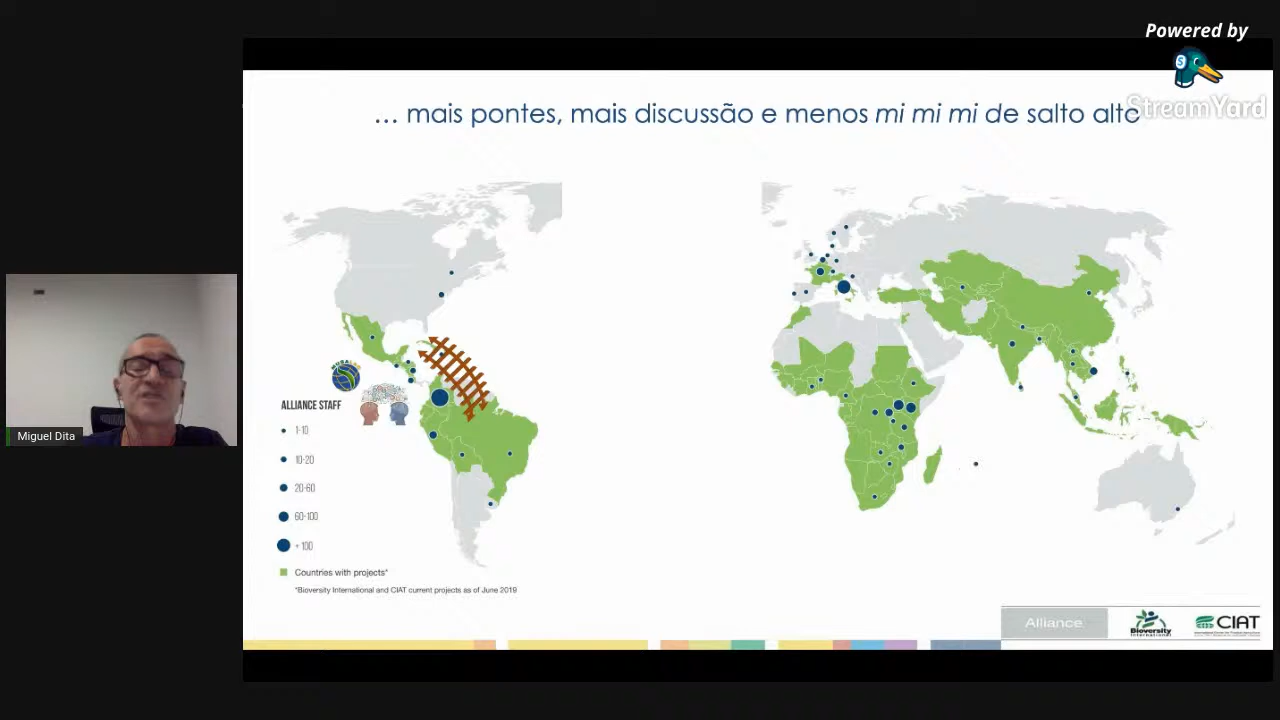 Powered by
StreamYard
... mais pontes, mais discussão e menos mi mi mi de salto alto
ALLIANCE STAFF
1-10
10-20
20-60
60-100
+ 100
Countries with projects*
*Bioversity International and CIAT current projects as of June 2019
Miguel Dita
Alliance
Bioversity
International
CIAT